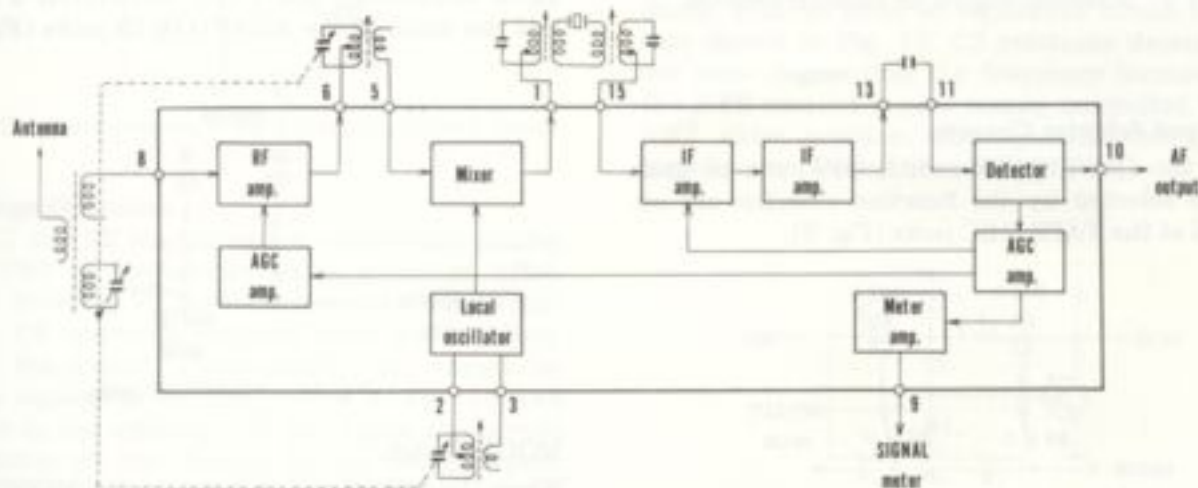 6
5
1
15
13
11
Antenna
8
RF
amp.
Mixer
IF
amp.
IF
amp.
Detector
10
AF
output
AGC
amp.
AGC
amp.
Local
oscillator
Meter
amp.
2
3
9
SIGNAL
meter